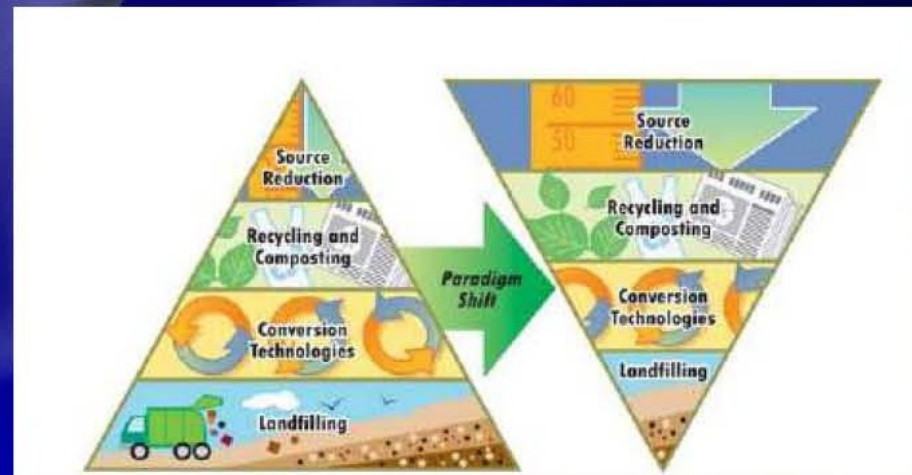 Source
Reduction
Recycling and
Composting
Conversion
Technologies
Landfilling
Paradigm
Shift
60
50
Source
Reduction
Recycling and
Composting
Conversion
Technologies
Landfilling